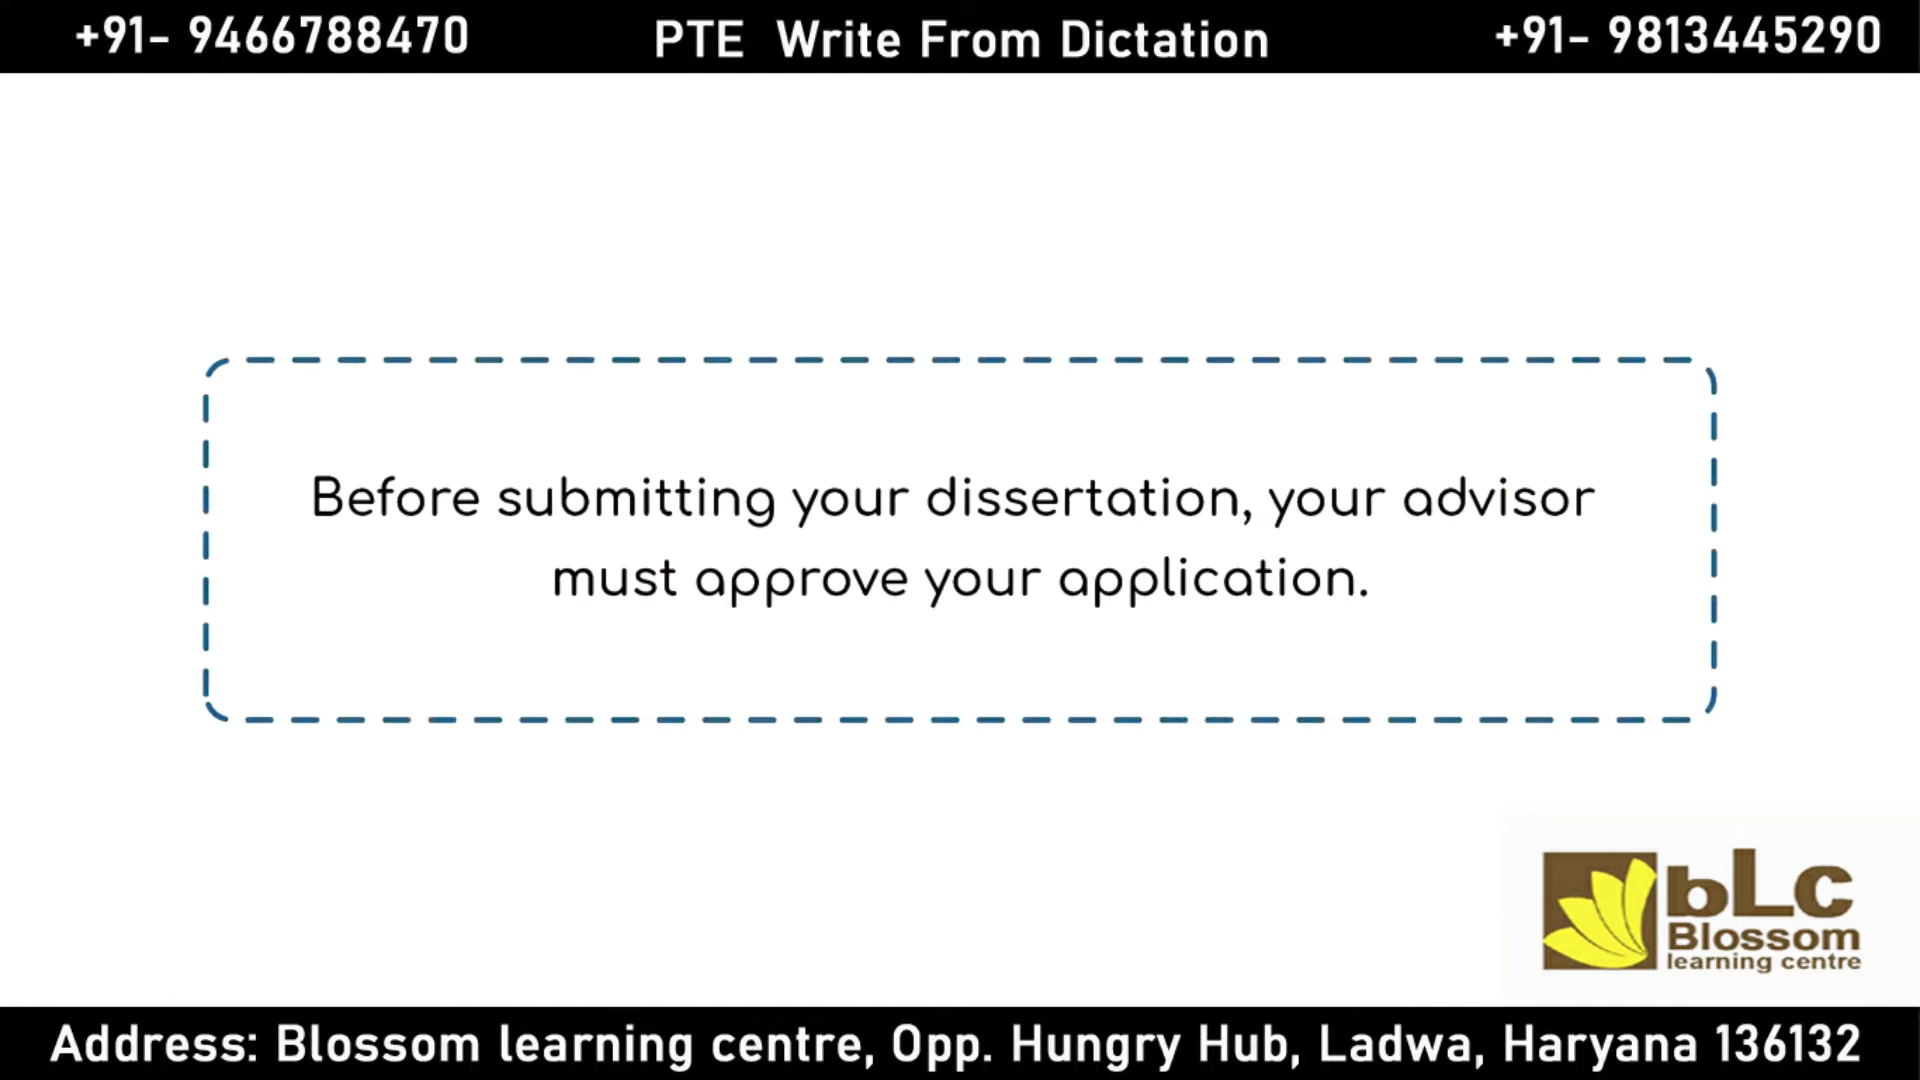 +91- 9466788470
PTE Write From Dictation
+91- 9813445290
Before submitting your dissertation, your advisor
must approve your application.
bLc
Blossom
learning centre
Address: Blossom learning centre, Opp. Hungry Hub, Ladwa, Haryana 136132